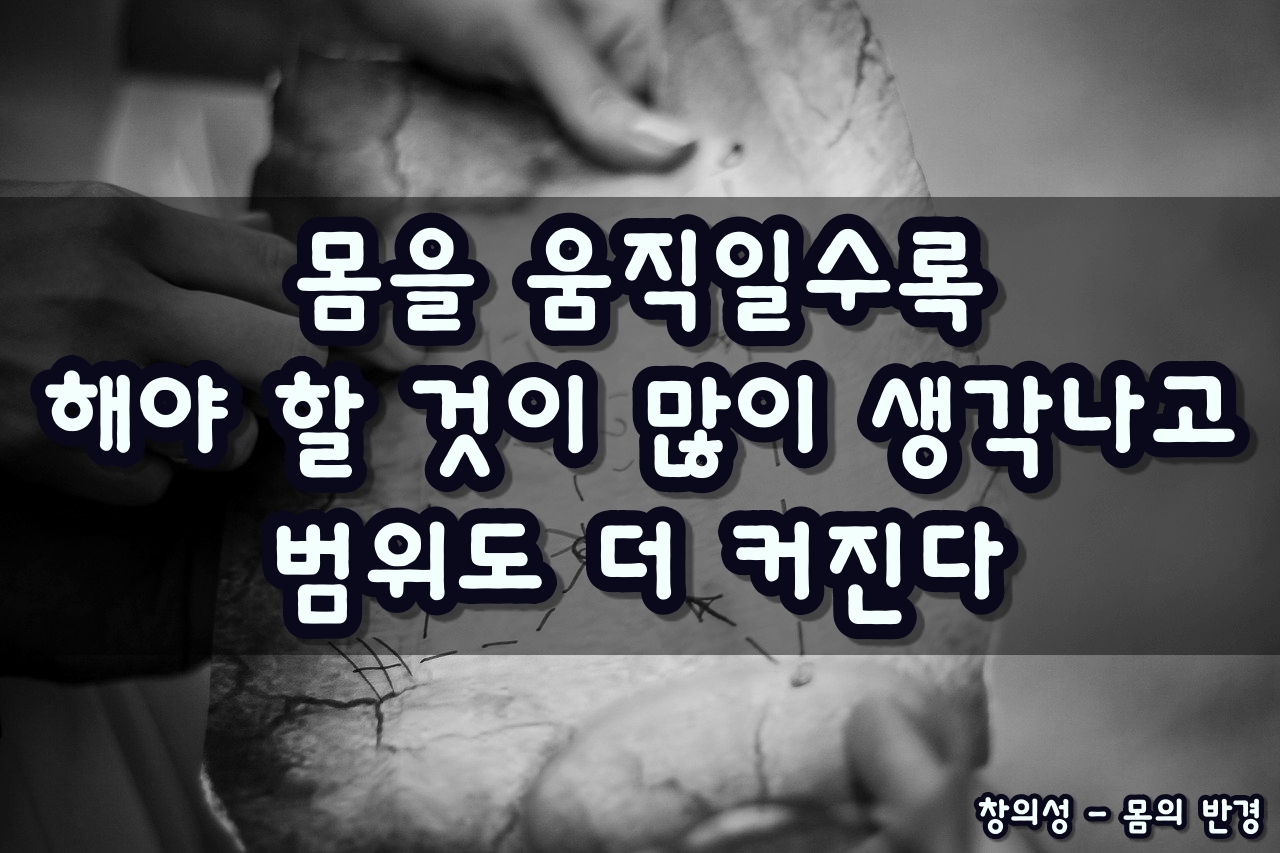 몸을 움직일수록
해야 할 것이 많이 생각나고
범위도 더 커진다
창의성 - 몸의 반경